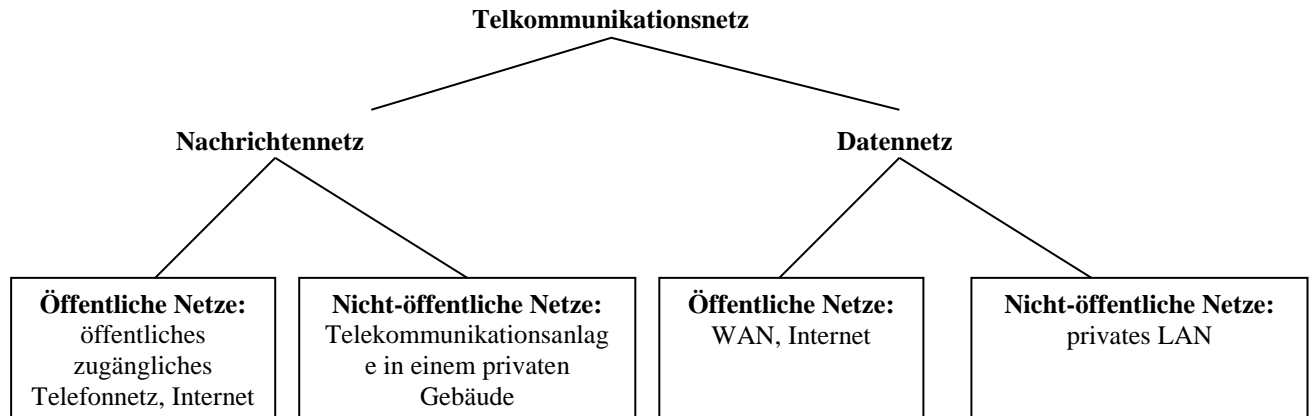 Telkommunikationsnetz
Nachrichtennetz
Datennetz
Öffentliche Netze:
öffentliches
zugängliches
Telefonnetz, Internet
Nicht-öffentliche Netze:
Telekommunikationsanlag
e in einem privaten
Gebäude
Öffentliche Netze:
WAN, Internet
Nicht-öffentliche Netze:
privates LAN